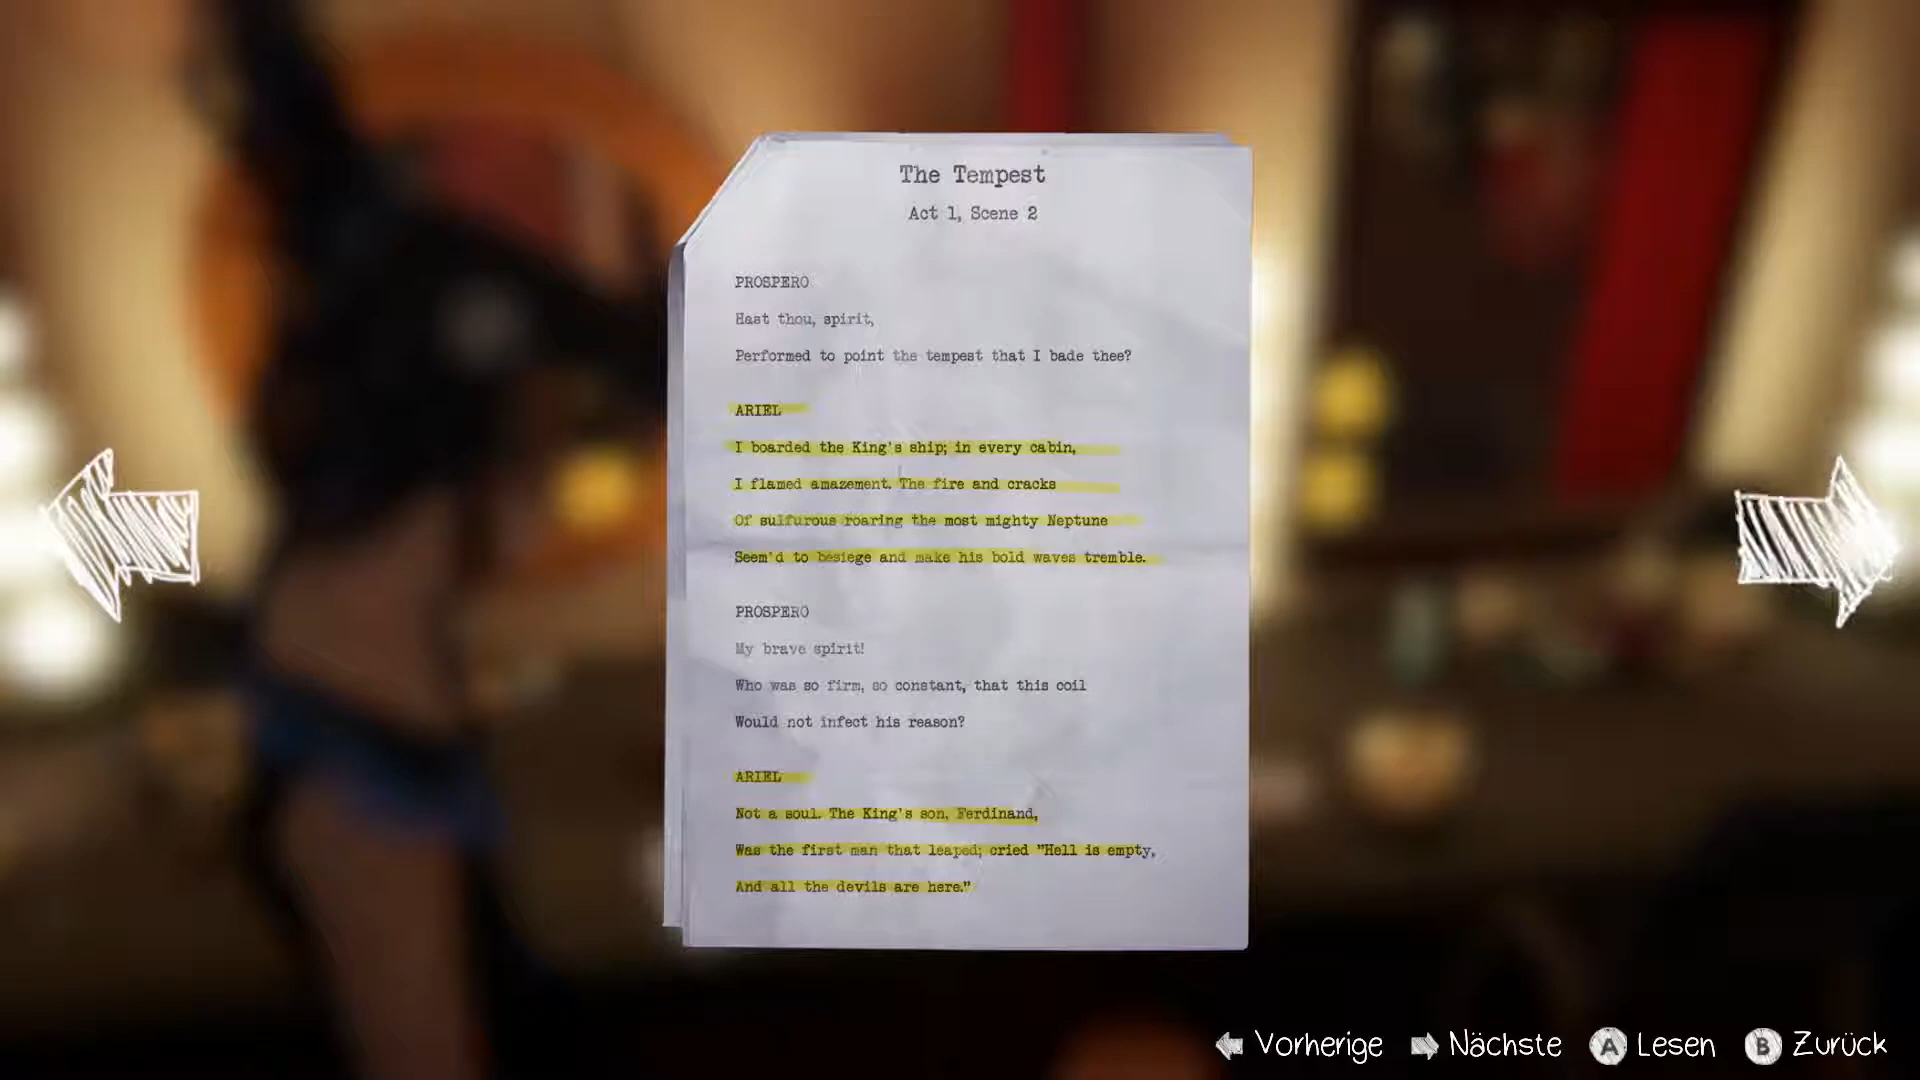 The Tempest
Act 1, Scene 2
PROSPERO
Hast thou, spirit,
Performed to point the tempest that I bade thee?
ARIEL
I boarded the King's ship; in every cabin,
I flamed amazement. The fire and cracks
Of sulfurous roaring the most mighty Neptune
Seem'd to besiege and make his bold waves tremble.
PROSPERO
My brave spirit!
Who was so firm, so constant, that this coil
Would not infect his reason?
ARIEL
Not a soul. The King's son, Ferdinand,
Was the first man that leaped; cried "Hell is empty,
And all the devils are here."
Vorherige Nächste A Lesen B Zurück